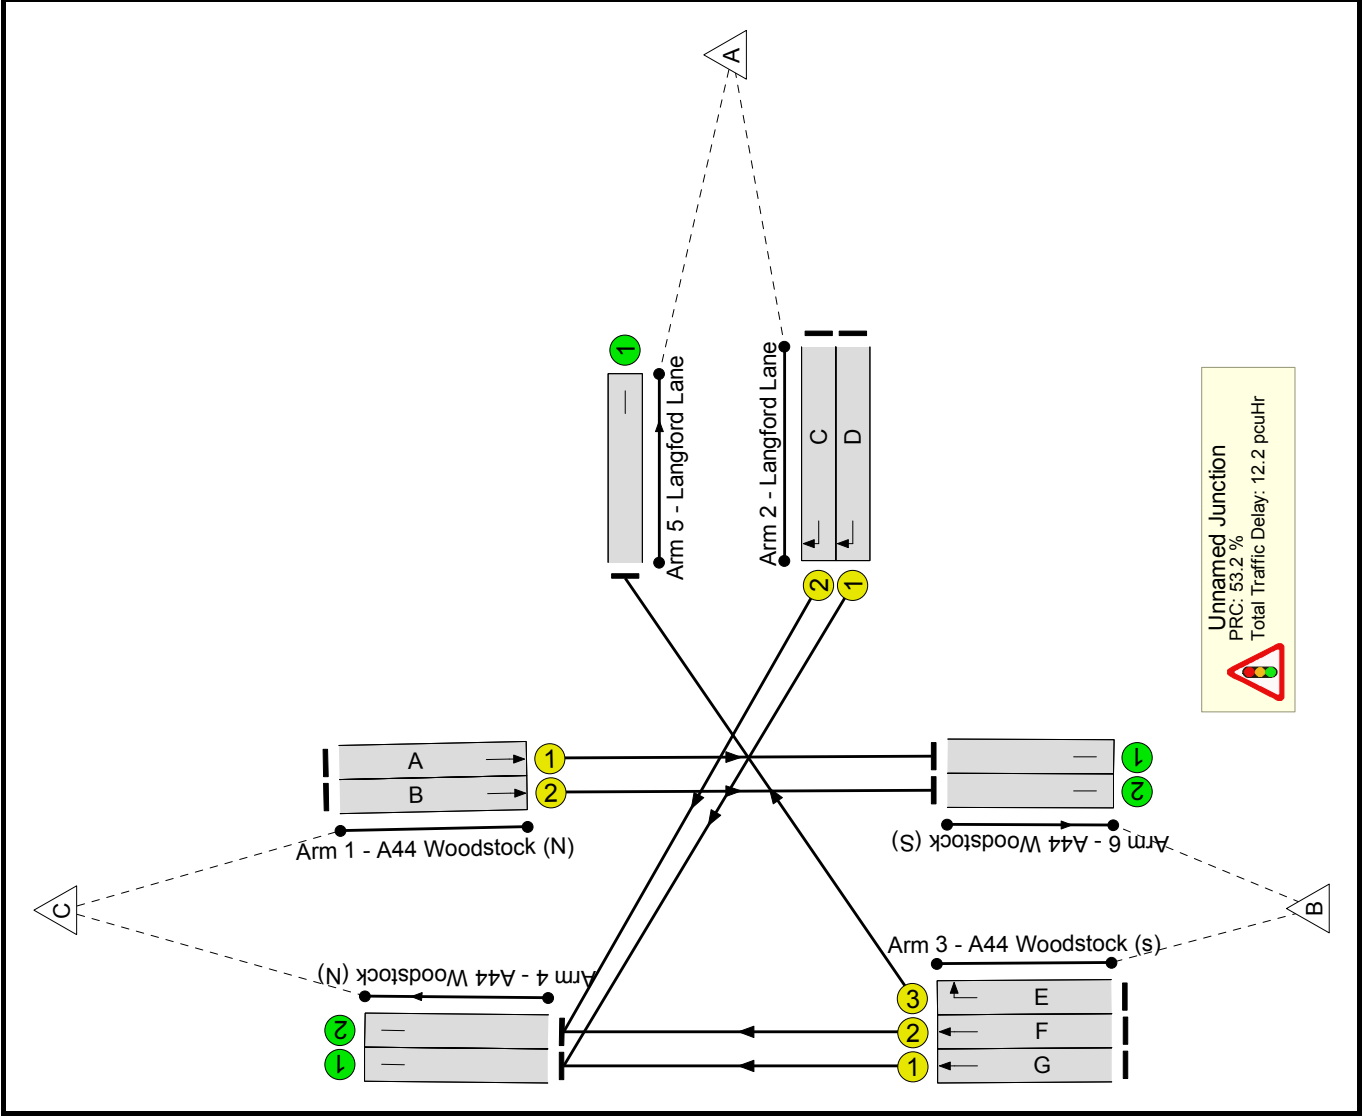 A
1
Arm 5 - Langford Lane
Arm 2 - Langford Lane
C
D
2
1
Unnamed Junction
PRC: 53.2 %
Total Traffic Delay: 12.2 pcuHr
A
1
B
2
Arm 1 - A44 Woodstock (N)
1
2
Arm 6 - A44 Woodstock (S)
C
B
Arm 4 - A44 Woodstock (N)
2
1
Arm 3 - A44 Woodstock (s)
3
E
2
F
1
G